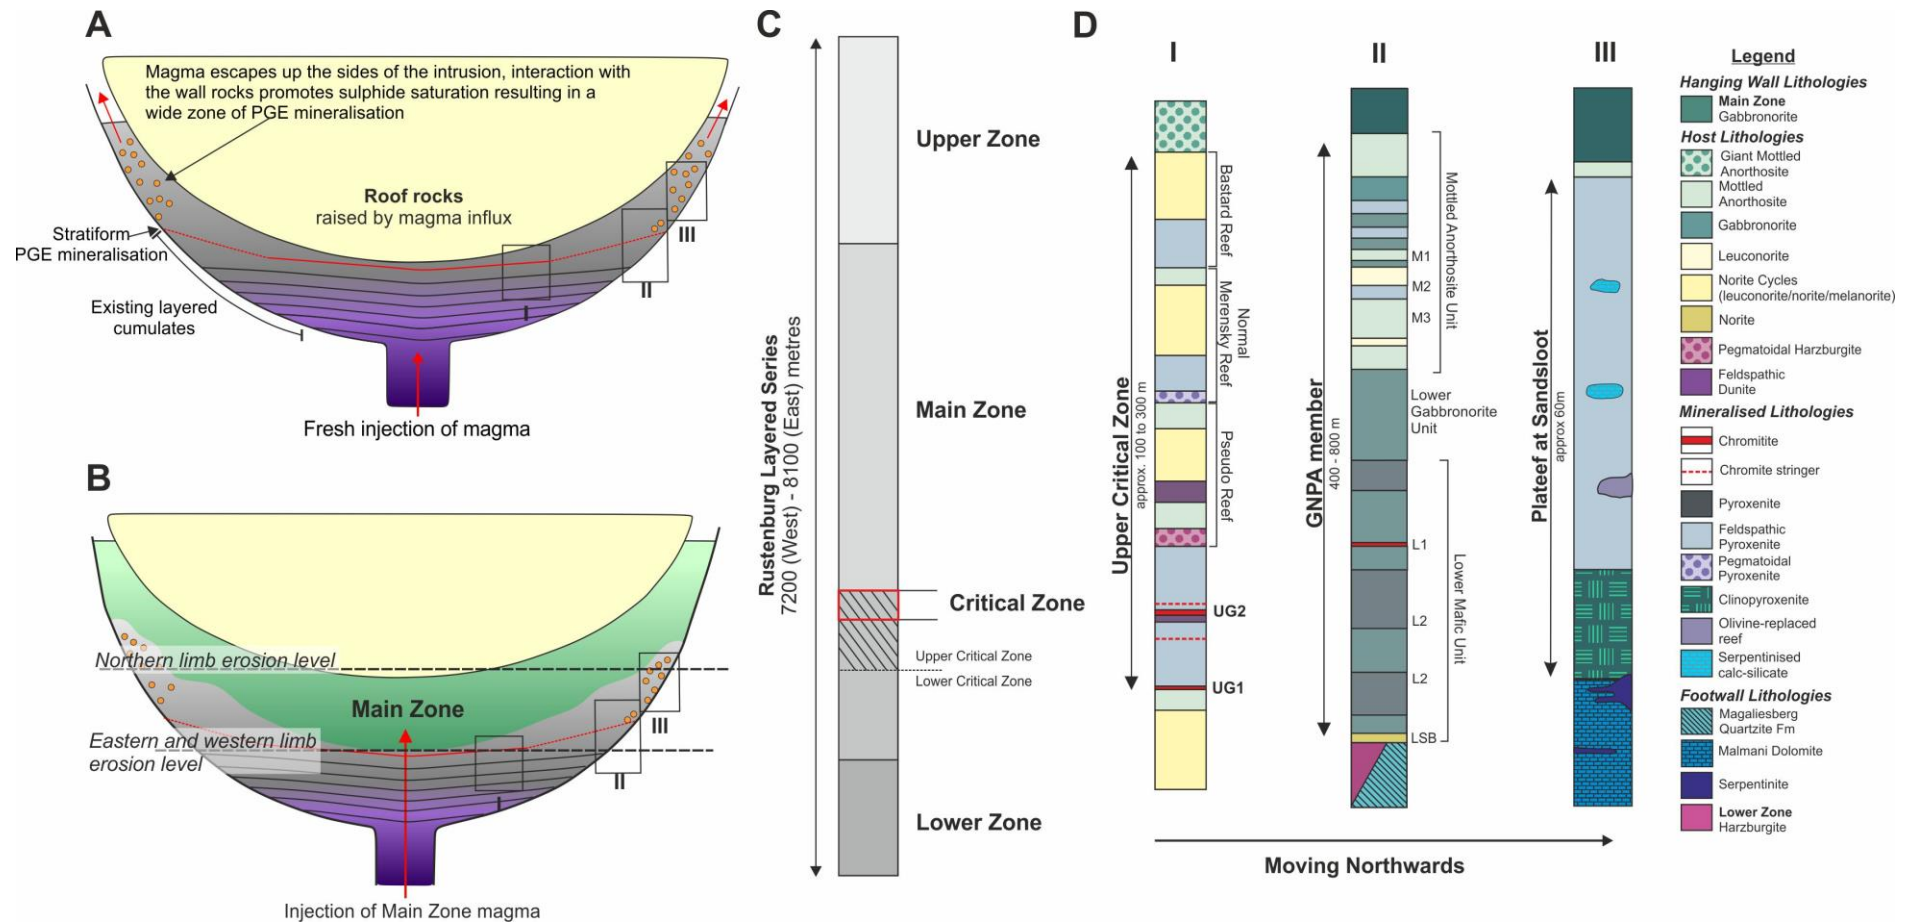 A
Magma escapes up the sides of the intrusion, interaction with
the wall rocks promotes sulphide saturation resulting in a
wide zone of PGE mineralisation
Roof rocks
raised by magma influx
Stratiform
PGE mineralisation
Existing layered
cumulates
I
II
III
Fresh injection of magma
B
Northern limb erosion level
Main Zone
Eastern and western limb
erosion level
I
II
III
Injection of Main Zone magma
C
Rustenburg Layered Series
7200 (West) - 8100 (East) metres
Upper Zone
Main Zone
Critical Zone
Upper Critical Zone
Lower Critical Zone
Lower Zone
D
I
Upper Critical Zone
approx. 100 to 300 m
Bastard Reef
Normal
Merensky Reef
Pseudo Reef
UG2
UG1
II
GNPA member
400 - 800 m
Mottled Anorthosite Unit
M1
M2
M3
Lower
Gabbronorite
Unit
Lower Mafic Unit
L1
L2
L2
LSB
III
Plateef at Sandsloot
approx 60m
Moving Northwards
Legend
Hanging Wall Lithologies
Main Zone
Gabbronorite
Host Lithologies
Giant Mottled
Anorthosite
Mottled
Anorthosite
Gabbronorite
Leuconorite
Norite Cycles
(leuconorite/norite/melanorite)
Norite
Pegmatoidal Harzburgite
Feldspathic
Dunite
Mineralised Lithologies
Chromitite
Chromite stringer
Pyroxenite
Feldspathic
Pyroxenite
Pegmatoidal
Pyroxenite
Clinopyroxenite
Olivine-replaced
reef
Serpentinised
calc-silicate
Footwall Lithologies
Magaliesberg
Quartzite Fm
Malmani Dolomite
Serpentinite
Lower Zone
Harzburgite